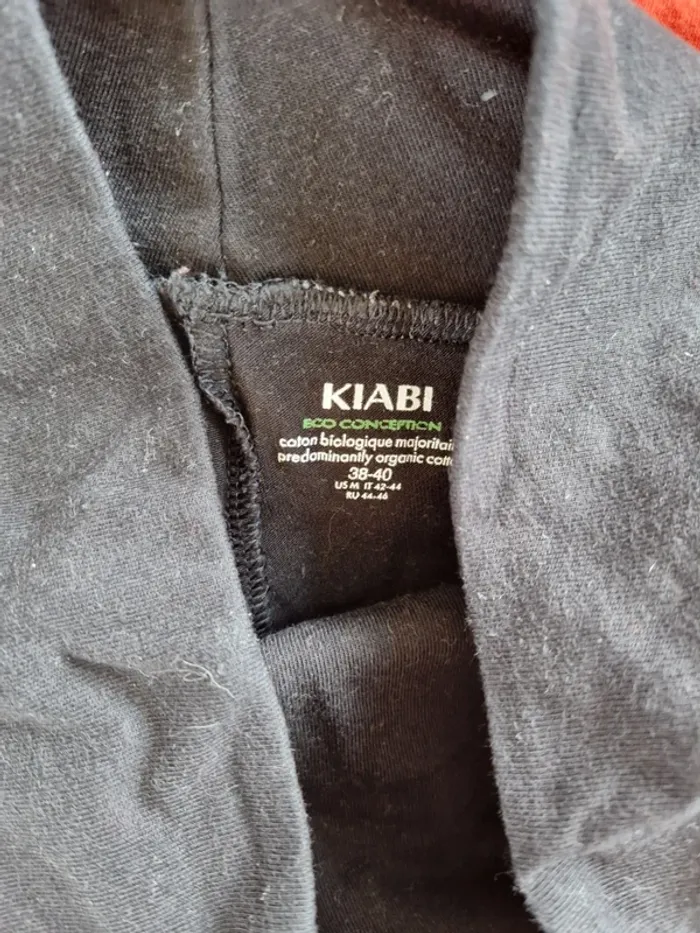 KIABI
ECO CONCEPTION
coton biologique majoritai
predominantly organic cott
38-40
US M IT 42-44
RU 44-46